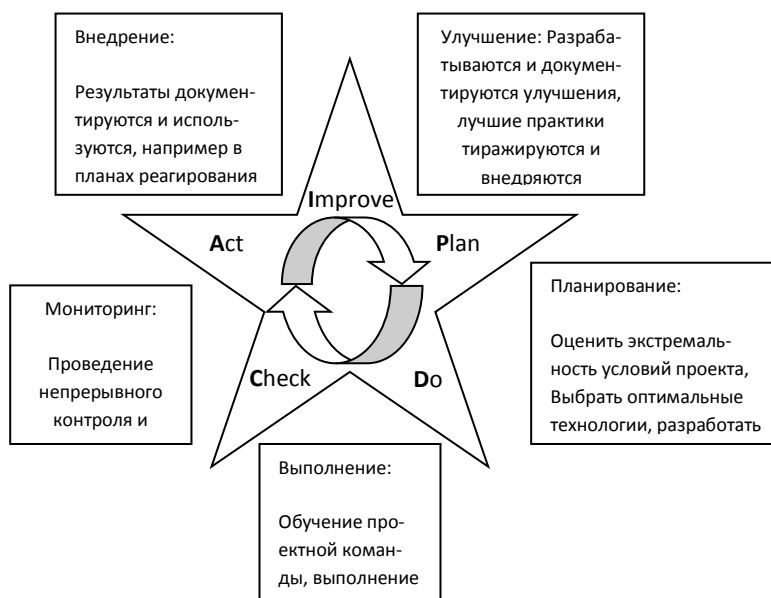 Внедрение:
Результаты документ-
тируются и исполь-
зуются, например в
планах реагирования
Улучшение: Разраба-
тываются и докумен-
тируются улучшения,
лучшие практики
тиражируются и
внедряются
Improve
Act
Plan
Мониторинг:
Проведение
непрерывного
контроля и
Планирование:
Оценить экстремаль-
ность условий проекта,
Выбрать оптимальные
технологии, разработать
Check
Do
Выполнение:
Обучение про-
ектной коман-
ды, выполнение